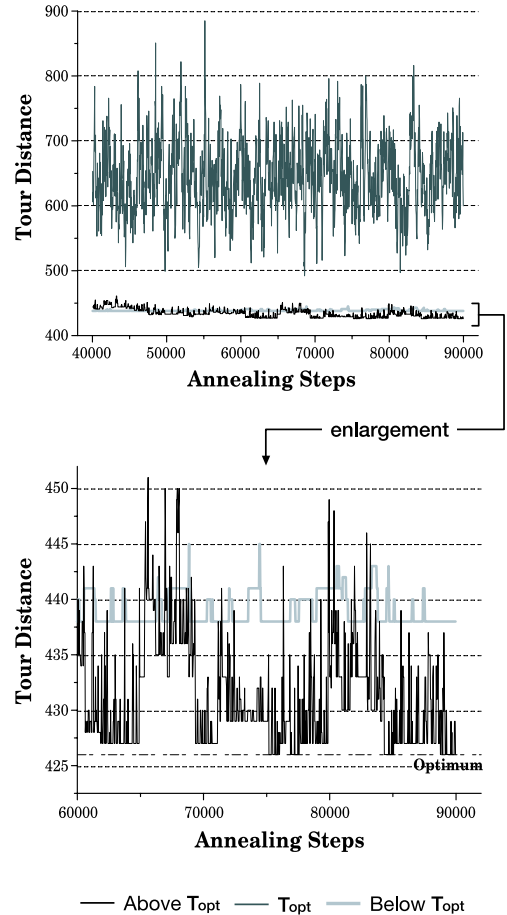 900
800
700
600
500
400
Tour Distance
40000 50000 60000 70000 80000 90000
Annealing Steps
enlargement
450
445
440
435
430
425
Tour Distance
Optimum
60000 70000 80000 90000
Annealing Steps
Above Topt Topt Below Topt